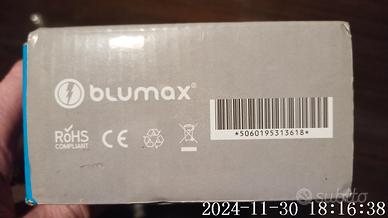 blumax®
RoHS
COMPLIANT
CE
*5060195313618*
subito
2024-11-30 18:16:38